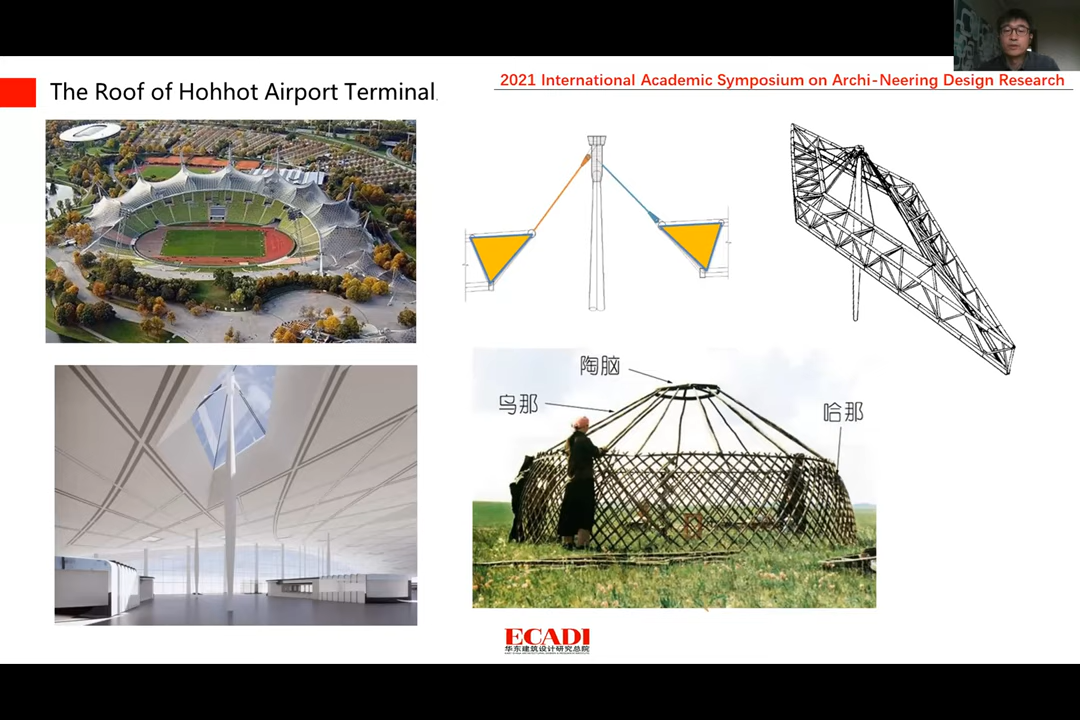 2021 International Academic Symposium on Archi-Neering Design Research
The Roof of Hohhot Airport Terminal
陶脑
乌那
哈那
ECADI
华东建筑设计研究总院